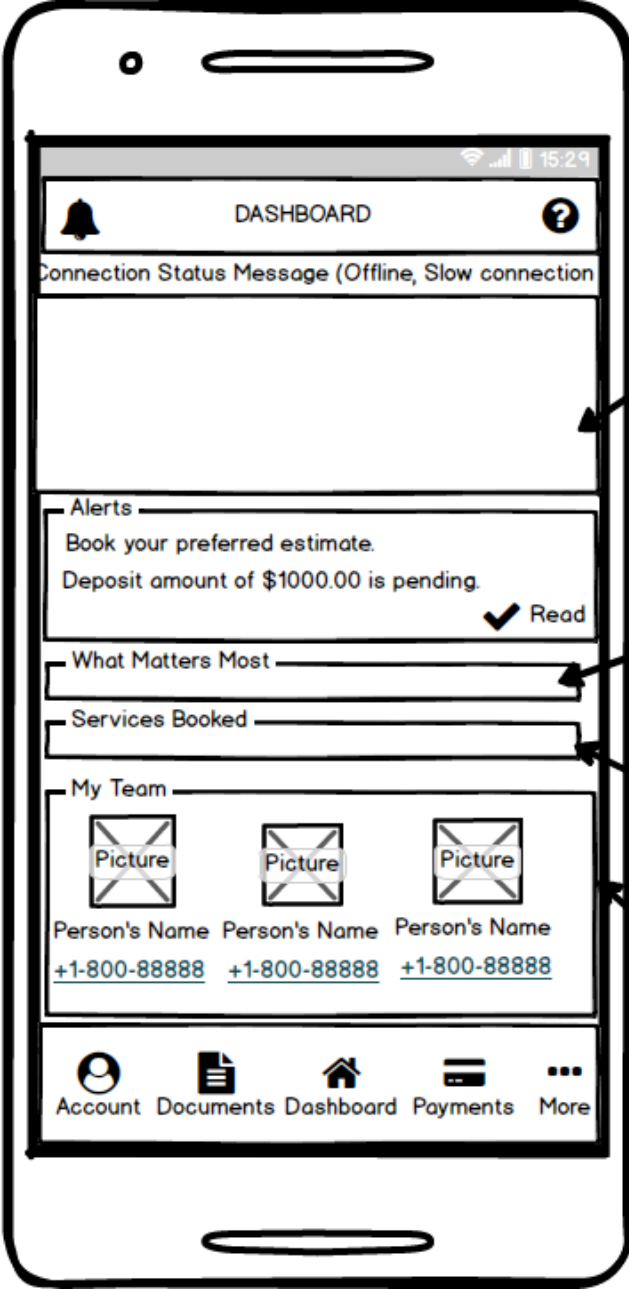 15:29
DASHBOARD
Connection Status Message (Offline, Slow connection
Alerts
Book your preferred estimate.
Deposit amount of $1000.00 is pending.
Read
What Matters Most
Services Booked
My Team
Picture Picture Picture
Person's Name Person's Name Person's Name
+1-800-88888 +1-800-88888 +1-800-88888
Account Documents Dashboard Payments More